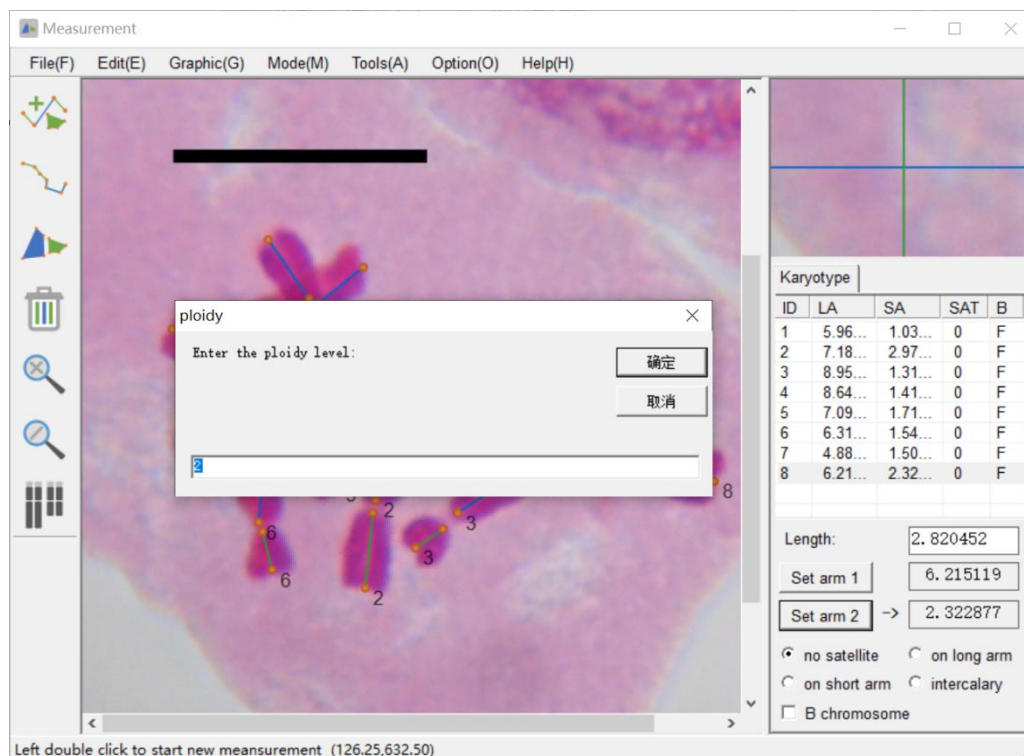 Measurement
File(F) Edit(E) Graphic(G) Mode(M) Tools(A) Option(O) Help(H)
ploidy
Enter the ploidy level:
确定
取消
2
8
2
3
6
3
6
2
Karyotype
ID LA SA SAT B
1 5.96... 1.03... 0 F
2 7.18... 2.97... 0 F
3 8.95... 1.31... 0 F
4 8.64... 1.41... 0 F
5 7.09... 1.71... 0 F
6 6.31... 1.54... 0 F
7 4.88... 1.50... 0 F
8 6.21... 2.32... 0 F
Length: 2.820452
Set arm 1 6.215119
Set arm 2 -> 2.322877
no satellite on long arm
on short arm intercalary
B chromosome
Left double click to start new meansurement (126.25,632.50)